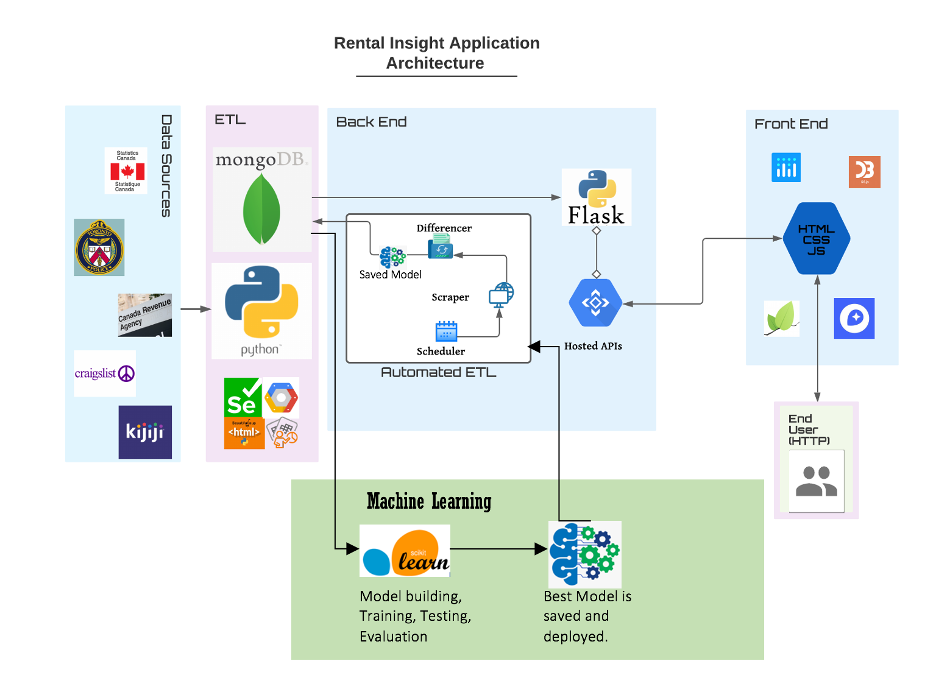 Rental Insight Application
Architecture
Data Sources
Statistics
Canada
Statistique
Canada
Canada Revenue
Agency
craigslist
kijiji
ETL
mongoDB.
python
Se
<html>
Back End
Flask
Differencer
Saved Model
Scraper
Scheduler
Automated ETL
Hosted APIs
Front End
HTML
CSS
JS
End
User
(HTTP)
Machine Learning
scikit
learn
Model building,
Training, Testing,
Evaluation
Best Model is
saved and
deployed.